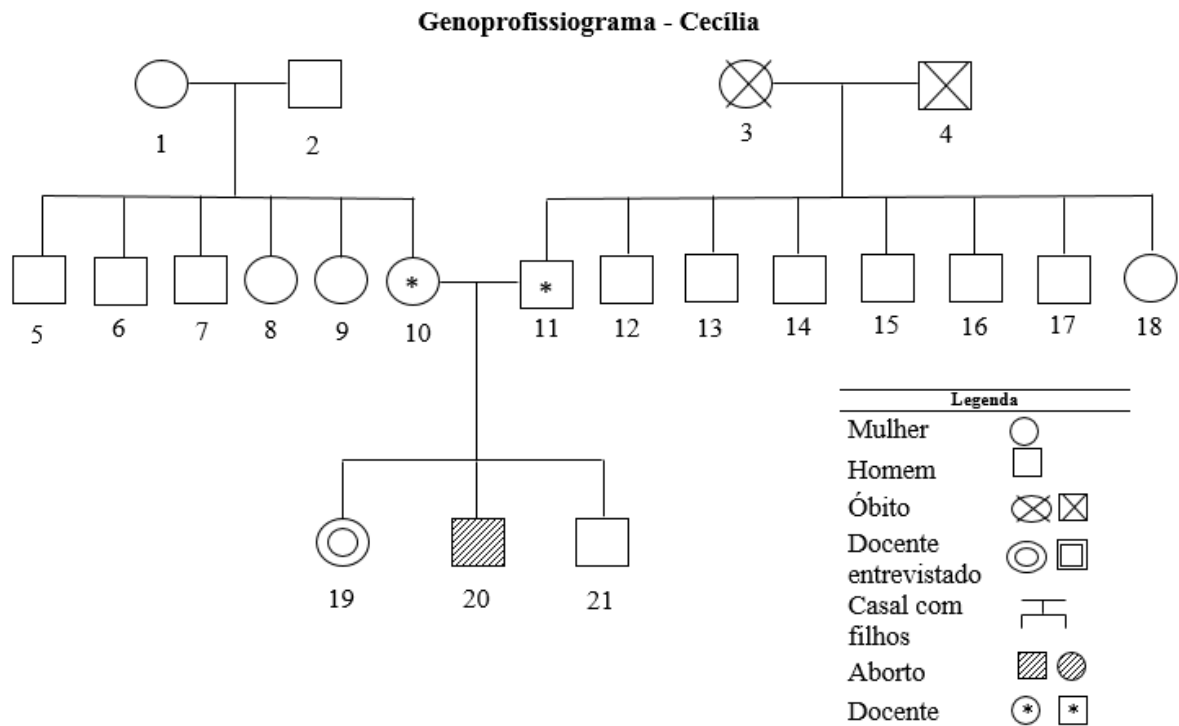 Genoprofissiograma - Cecília
1 2 3 4
* *
5 6 7 8 9 10 11 12 13 14 15 16 17 18
Legenda
Mulher
Homem
Óbito
Docente
entrevistado
Casal com
filhos
Aborto
Docente * *
19 20 21